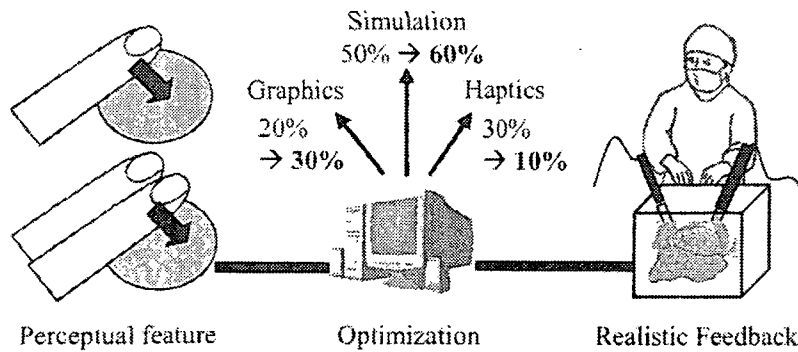 Simulation
50% → 60%
Graphics
20%
→ 30%
Haptics
30%
→ 10%
Perceptual feature
Optimization
Realistic Feedback